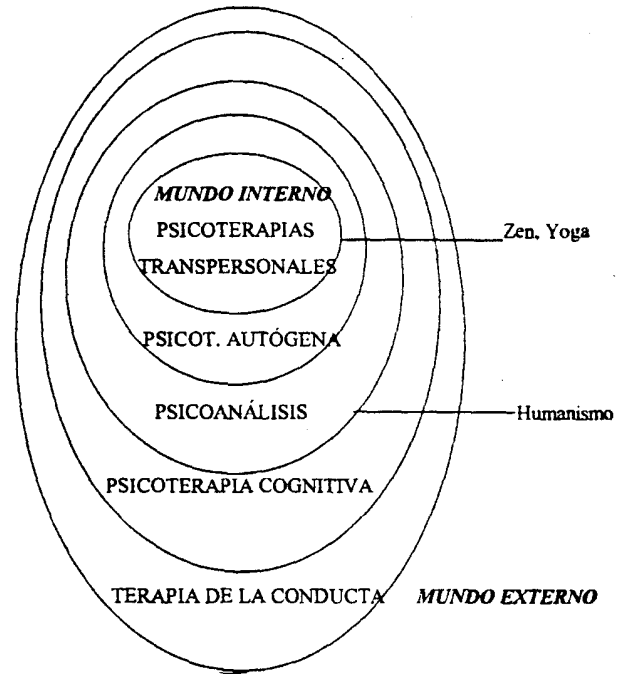 MUNDO INTERNO
PSICOTERAPIAS
TRANSPERSONALES
Zen, Yoga
PSICOT. AUTÓGENA
PSICOANÁLISIS
Humanismo
PSICOTERAPIA COGNITIVA
TERAPIA DE LA CONDUCTA
MUNDO EXTERNO